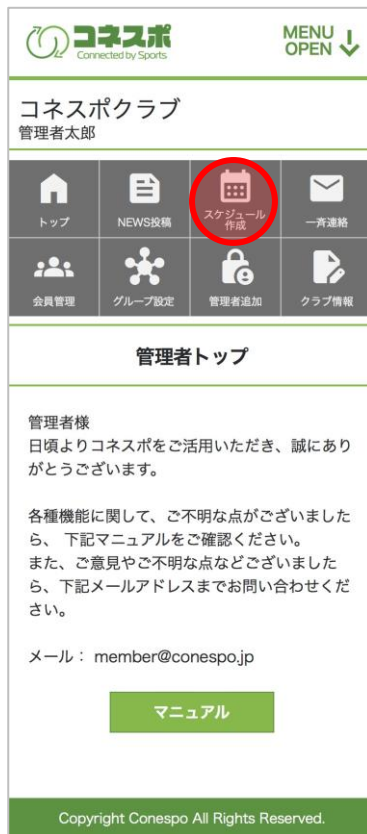 コネスポ
Connected by Sports
MENU
OPEN
コネスポクラブ
管理者太郎
トップ
NEWS投稿
スケジュール
作成
一斉連絡
会員管理
グループ設定
管理者追加
クラブ情報
管理者トップ
管理者様
日頃よりコネスポをご活用いただき、誠にあり
がとうございます。
各種機能に関して、ご不明な点がございました
ら、 下記マニュアルをご確認ください。
また、ご意見やご不明な点などございました
ら、下記メールアドレスまでお問い合わせくだ
さい。
メール： member@conespo.jp
マニュアル
Copyright Conespo All Rights Reserved.